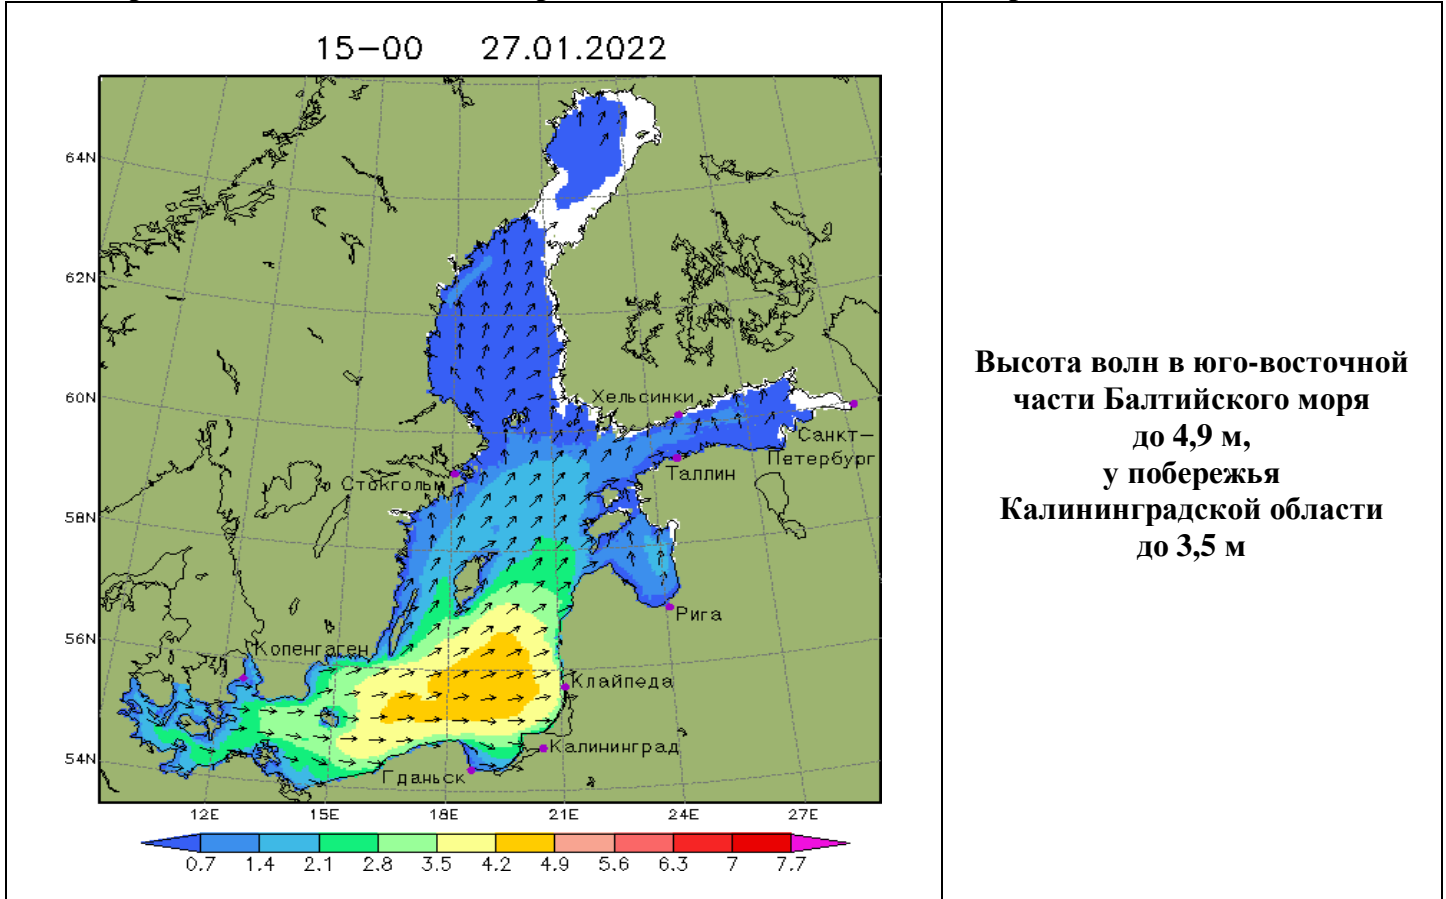 15-00 27.01.2022
64N
62N
60N
58N
56N
54N
12E 15E 18E 21E 24E 27E
Хельсинки
Санкт-
Петербург
Таллин
Стокгольм
Рига
Копенгаген
Клайпеда
Калининград
Гданьск
0.7 1.4 2.1 2.8 3.5 4.2 4.9 5.6 6.3 7 7.7
Высота волн в юго-восточной
части Балтийского моря
до 4,9 м,
у побережья
Калининградской области
до 3,5 м